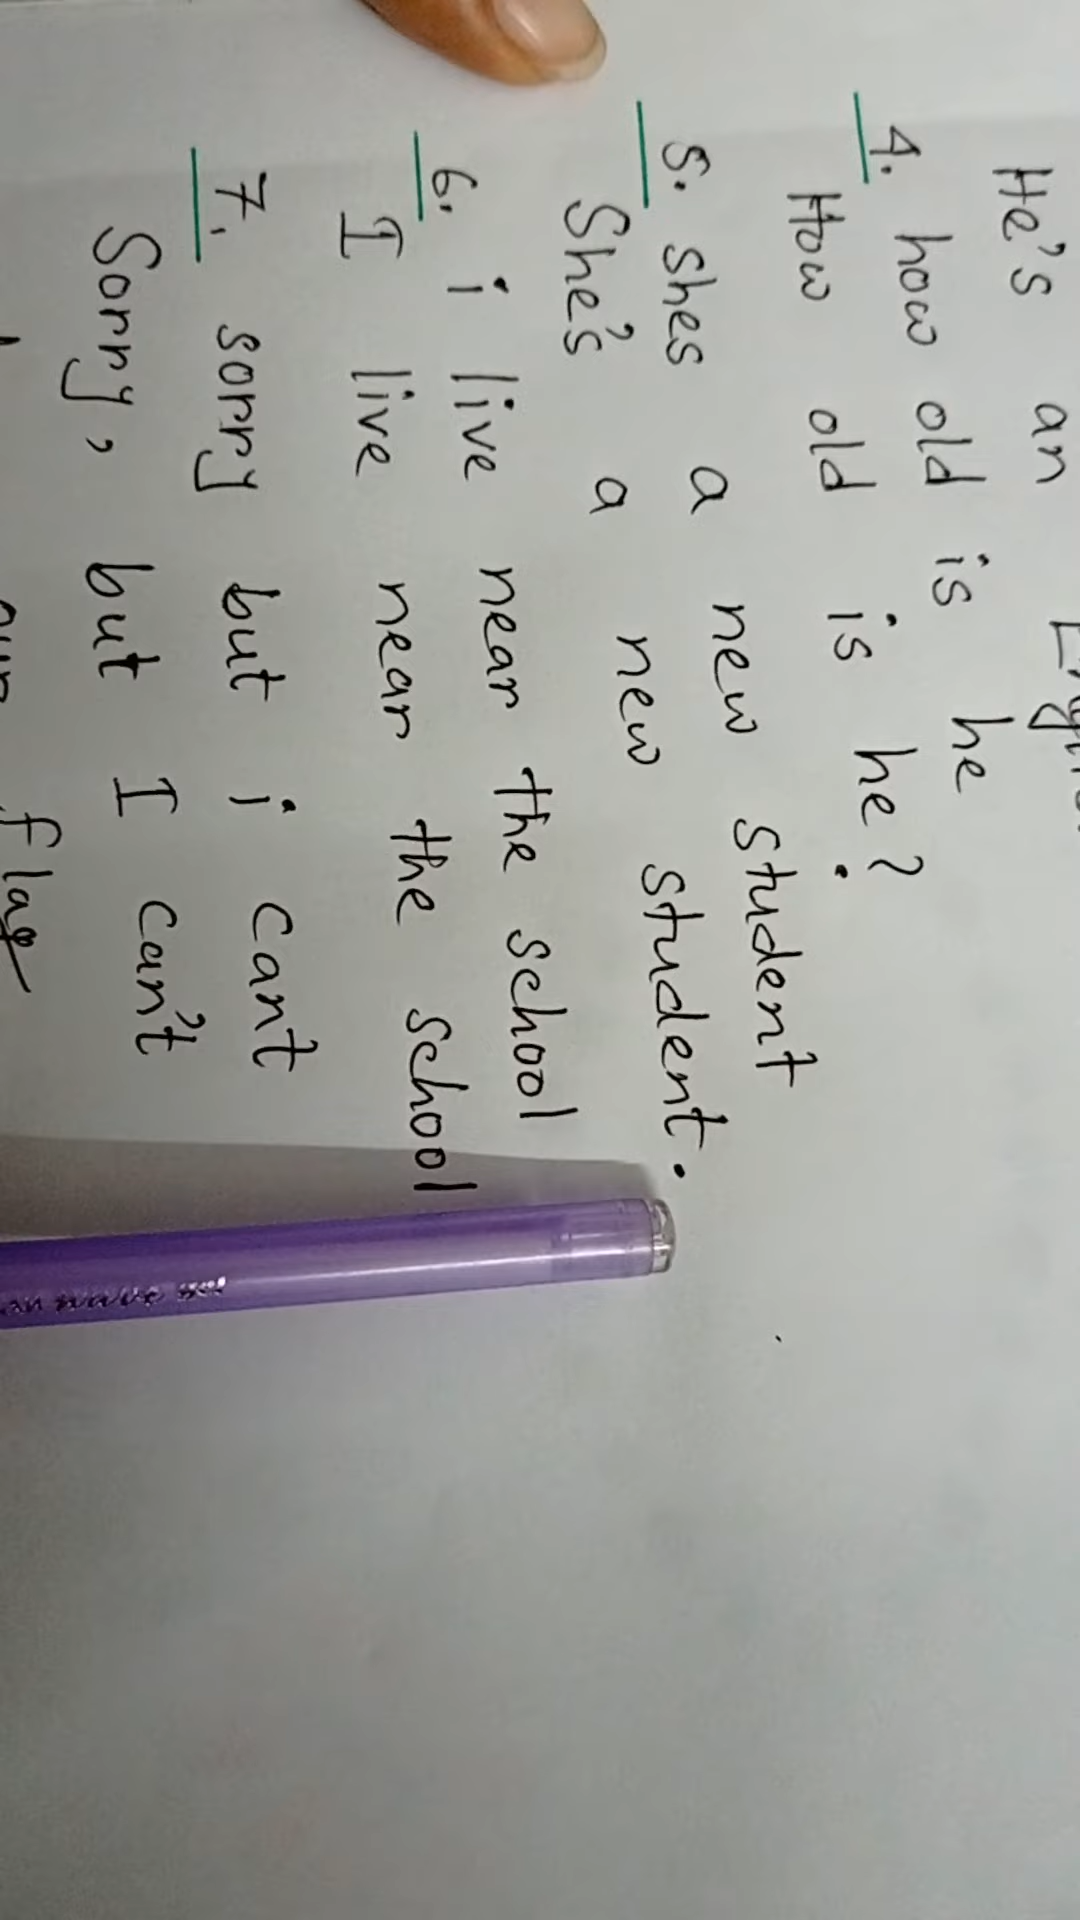 He's an
4. how old is he
How old is he?
5. shes a new student
She's a new student.
6. i live near the school
I live near the school
7. sorry but i cant
Sorry, but I can't
flag